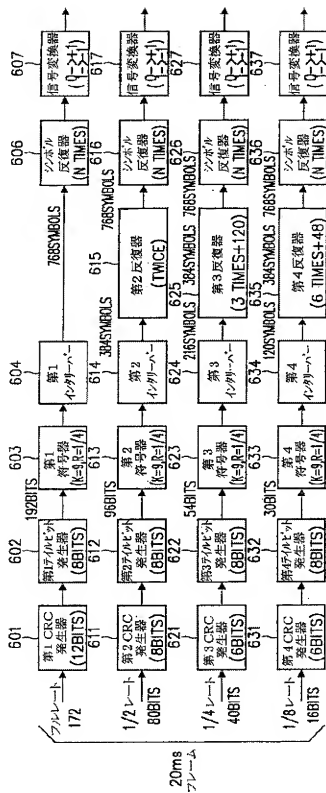 601
第1 CRC
発生器
(12BITS)
602
第1テイルビット
発生器
(8BITS)
192BITS
603
第1
符号器
(K=9,R=1/4)
604
第1
インタリーバー
768SYMBOLS
606
シンボル
反復器
(N TIMES)
607
信号変換器
フルレート
172
611
第2 CRC
発生器
(8BITS)
612
第2テイルビット
発生器
(8BITS)
96BITS
613
第2
符号器
(K=9,R=1/4)
614
第2
インタリーバー
384SYMBOLS
615
第2反復器
(TWICE)
768SYMBOLS
616
シンボル
反復器
(N TIMES)
617
信号変換器
1/2 レート
80BITS
621
第3 CRC
発生器
(6BITS)
622
第3テイルビット
発生器
(8BITS)
54BITS
623
第3
符号器
(K=9,R=1/4)
624
第3
インタリーバー
216SYMBOLS
625
384SYMBOLS
第3反復器
(3 TIMES+120)
768SYMBOLS
626
シンボル
反復器
(N TIMES)
627
信号変換器
1/4 レート
40BITS
631
第4 CRC
発生器
(6BITS)
632
第4テイルビット
発生器
(8BITS)
30BITS
633
第4
符号器
(K=9,R=1/4)
634
第4
インタリーバー
120SYMBOLS
635
384SYMBOLS
第4反復器
(6 TIMES+48)
768SYMBOLS
636
シンボル
反復器
(N TIMES)
637
信号変換器
1/8 レート
16BITS
20ms
フレーム